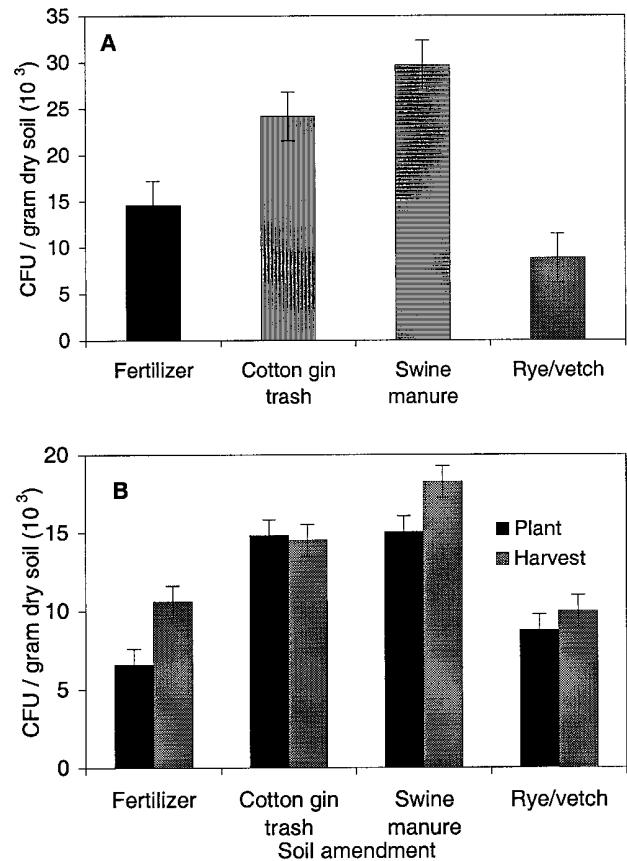 35
30
25
20
15
10
5
0
A
CFU / gram dry soil (10 3)
Fertilizer Cotton gin Swine Rye/vetch
trash manure
20
15
10
5
0
B
CFU / gram dry soil (10 3)
Plant
Harvest
Fertilizer Cotton gin Swine Rye/vetch
trash manure
Soil amendment